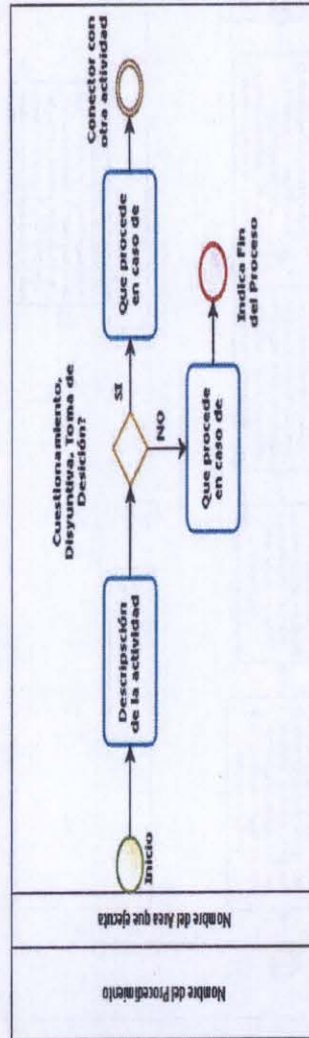 Nombre del Procedimiento
Nombre del Área que ejecuta
Inicio
Descripsción
de la actividad
Cuestionamiento,
Disyuntiva, Toma de
Desición?
SI
NO
Que procede
en caso de
Que procede
en caso de
Conector con
otra actividad
Indica Fin
del Proceso